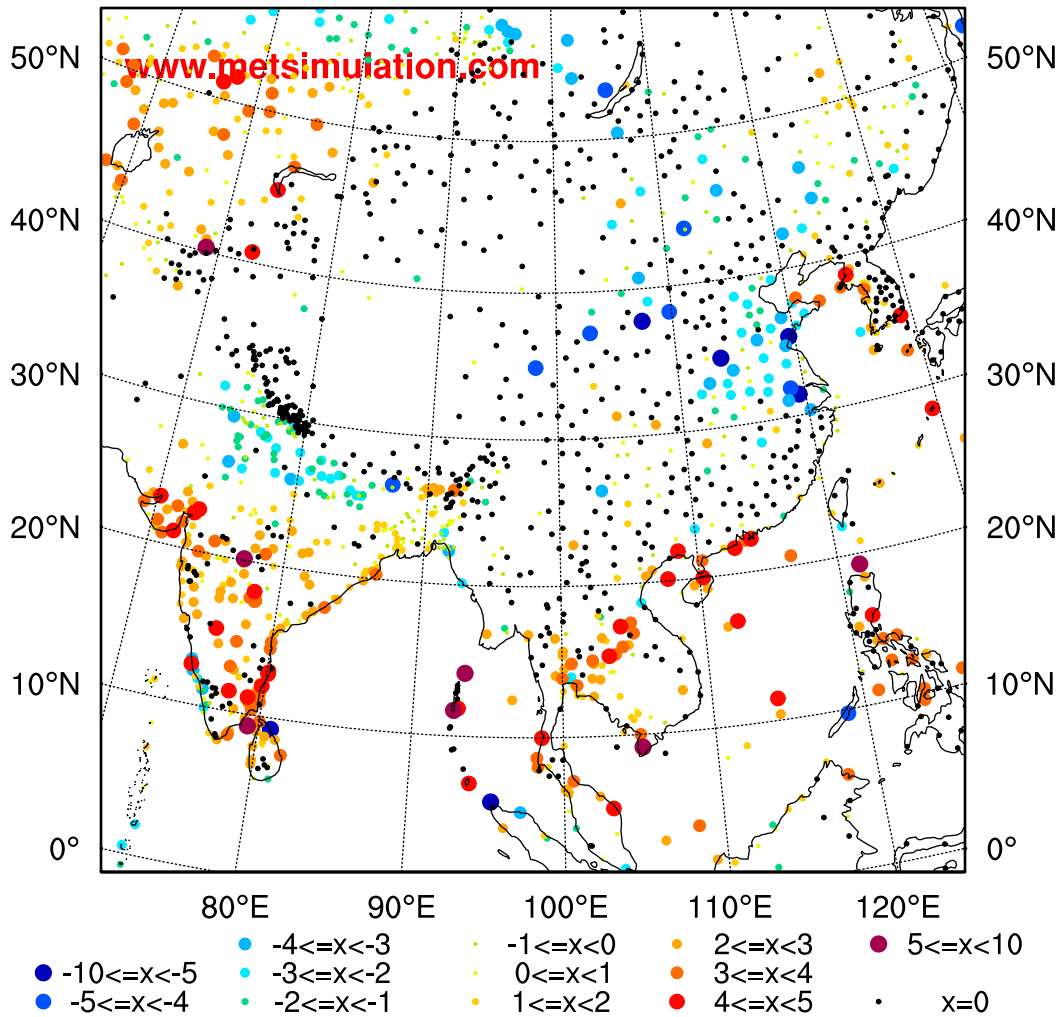 50°N 50°N
www.metsimulation.com
40°N 40°N
30°N 30°N
20°N 20°N
10°N 10°N
0° 0°
80°E 90°E 100°E 110°E 120°E
-4<=x<-3 -1<=x<0 2<=x<3 5<=x<10
-10<=x<-5 -3<=x<-2 0<=x<1 3<=x<4
-5<=x<-4 -2<=x<-1 1<=x<2 4<=x<5 x=0